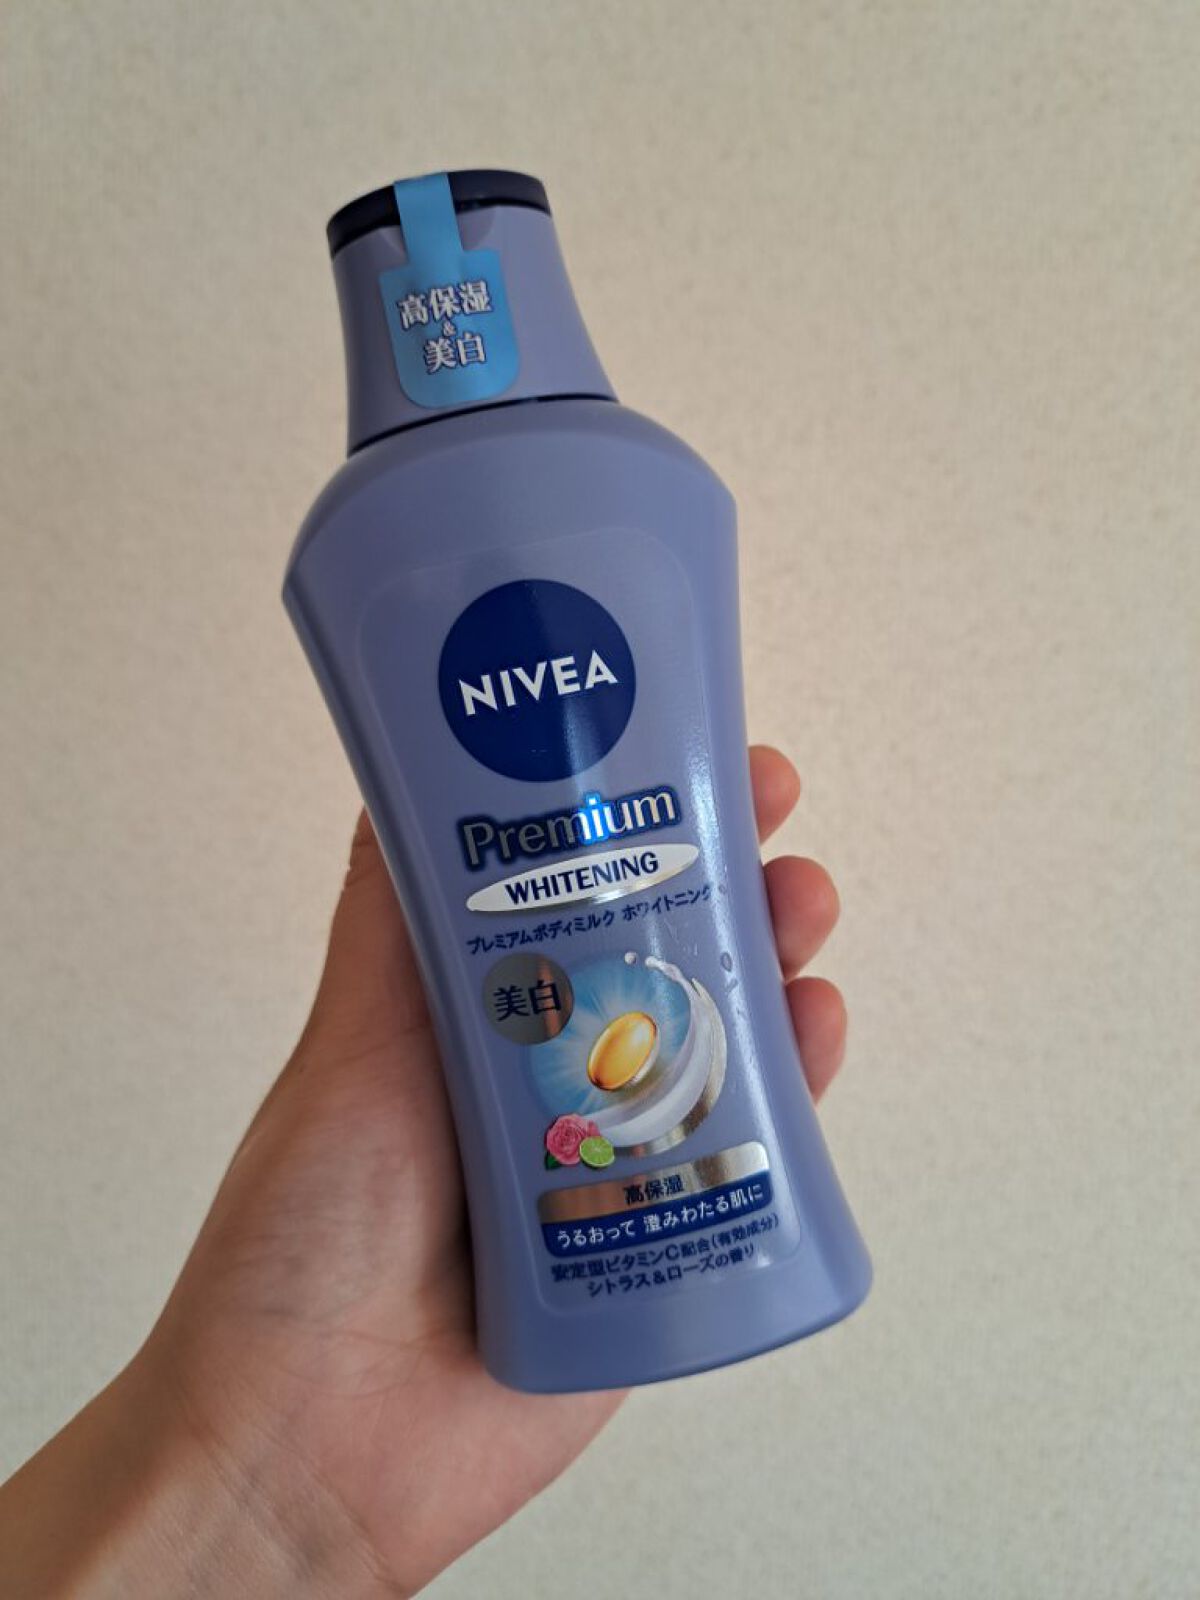 高保湿
&
美白
NIVEA
Premium
WHITENING
プレミアムボディミルク ホワイトニング
美白
高保湿
うるおって 澄みわたる肌に
安定型ビタミンC配合(有効成分)
シトラス&ローズの香り